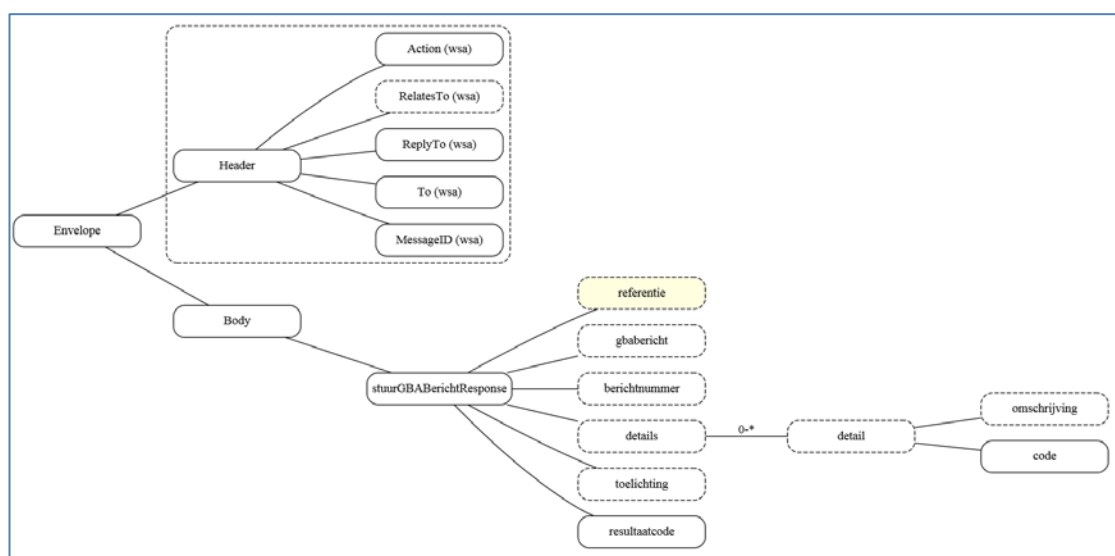 Action (wsa)
RelatesTo (wsa)
ReplyTo (wsa)
Header
To (wsa)
MessageID (wsa)
Envelope
Body
referentie
gbabericht
stuurGBABerichtResponse
berichtnummer
details
0-*
detail
omschrijving
code
toelichting
resultaatcode